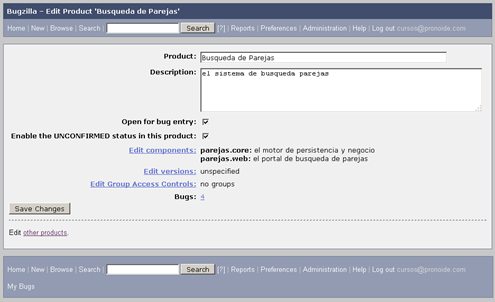 Bugzilla – Edit Product 'Busqueda de Parejas'
Home | New | Browse | Search | Search [?] | Reports | Preferences | Administration | Help | Log out cursos@pronoide.com
Product: Busqueda de Parejas
Description: el sistema de busqueda parejas
Open for bug entry:
Enable the UNCONFIRMED status in this product:
Edit components: parejas.core: el motor de persistencia y negocio
parejas.web: el portal de busqueda de parejas
Edit versions: unspecified
Edit Group Access Controls: no groups
Bugs: 4
Save Changes
Edit other products.
Home | New | Browse | Search | Search [?] | Reports | Preferences | Administration | Help | Log out cursos@pronoide.com
My Bugs